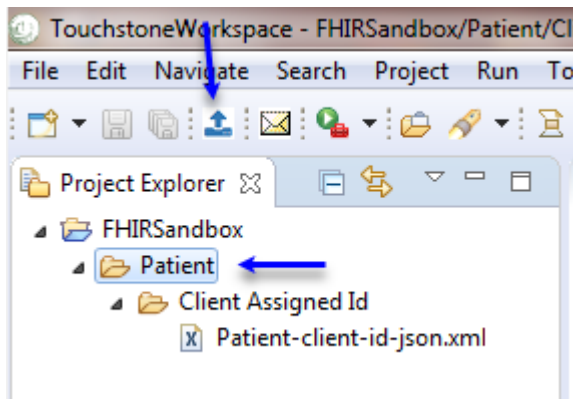 TouchstoneWorkspace - FHIRSandbox/Patient/Cl
File Edit Navigate Search Project Run To
Project Explorer
FHIRSandbox
Patient
Client Assigned Id
Patient-client-id-json.xml